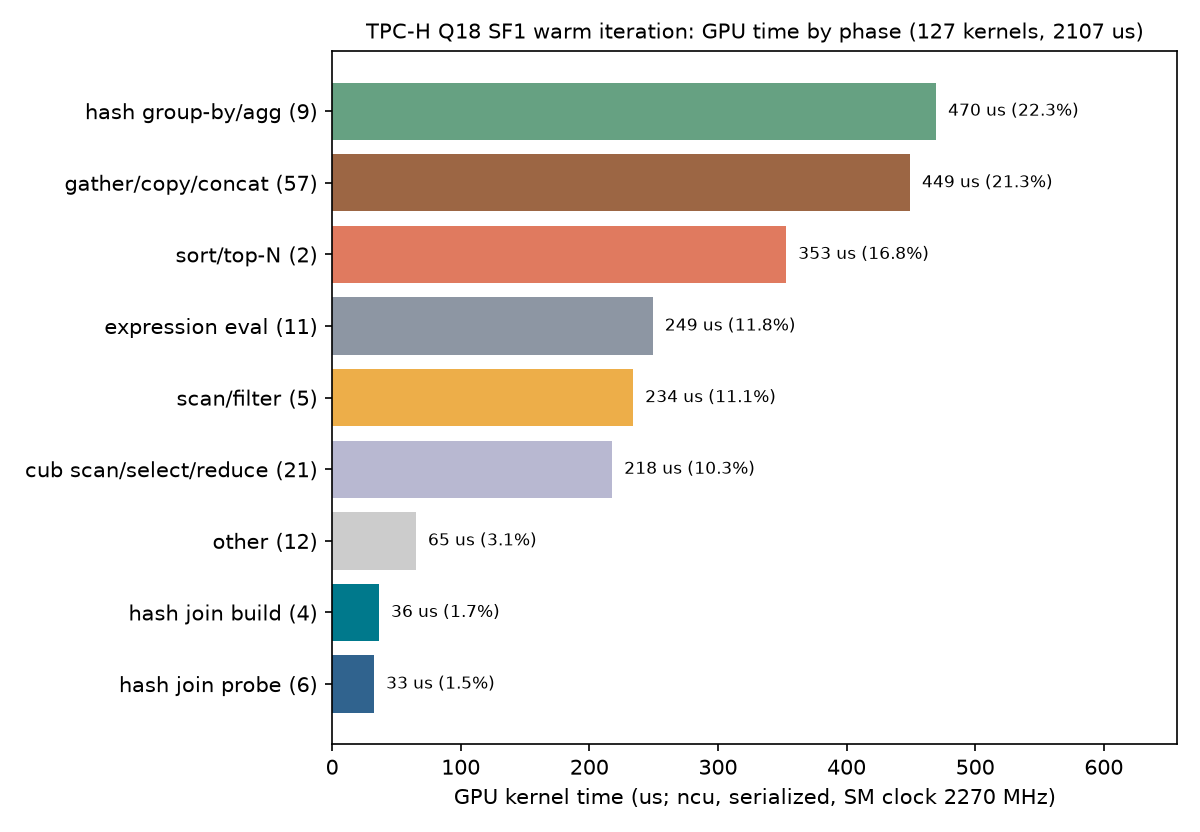 TPC-H Q18 SF1 warm iteration: GPU time by phase (127 kernels, 2107 us)
hash group-by/agg (9) 470 us (22.3%)
gather/copy/concat (57) 449 us (21.3%)
sort/top-N (2) 353 us (16.8%)
expression eval (11) 249 us (11.8%)
scan/filter (5) 234 us (11.1%)
cub scan/select/reduce (21) 218 us (10.3%)
other (12) 65 us (3.1%)
hash join build (4) 36 us (1.7%)
hash join probe (6) 33 us (1.5%)
0 100 200 300 400 500 600
GPU kernel time (us; ncu, serialized, SM clock 2270 MHz)